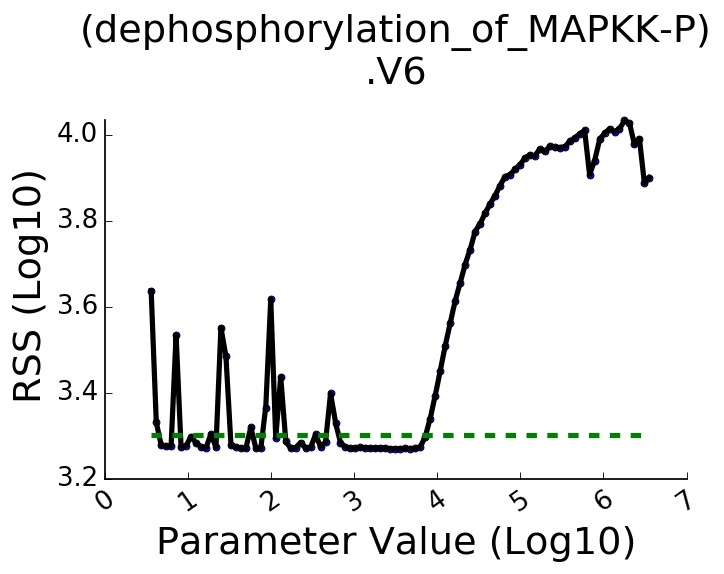 (dephosphorylation_of_MAPKK-P)
.V6
4.0
3.8
3.6
3.4
3.2
RSS (Log10)
0 1 2 3 4 5 6 7
Parameter Value (Log10)